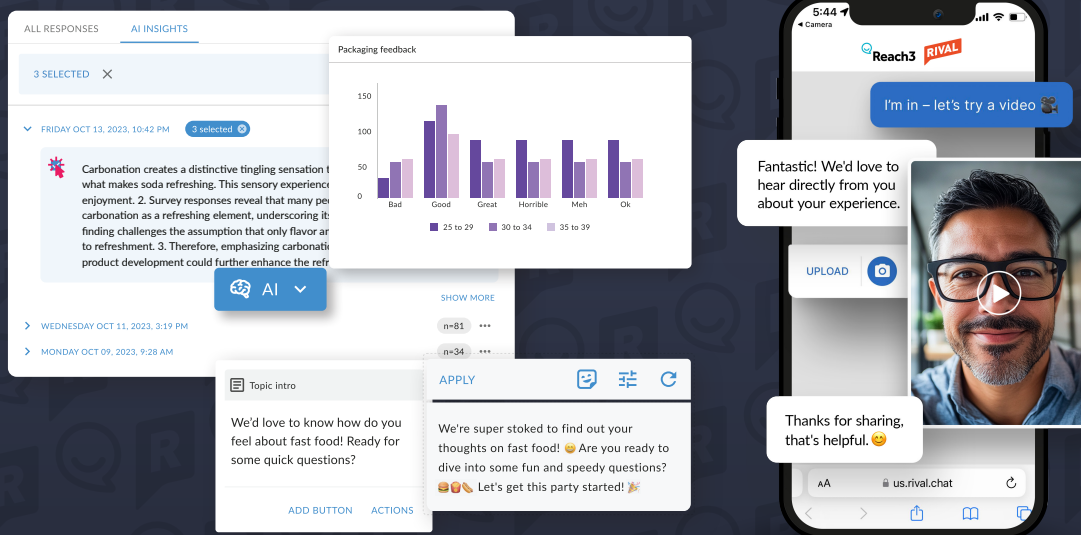 ALL RESPONSES
AI INSIGHTS
3 SELECTED
FRIDAY OCT 13, 2023, 10:42 PM
3 selected
Carbonation creates a distinctive tingling sensation
what makes soda refreshing. This sensory experience
enjoyment. 2. Survey responses reveal that many
carbonation as a refreshing element, underscoring
finding challenges the assumption that only flavor
to refreshment. 3. Therefore, emphasizing
product development could further enhance the
SHOW MORE
WEDNESDAY OCT 11, 2023, 3:19 PM
n=81
MONDAY OCT 09, 2023, 9:28 AM
n=34
AI
Packaging feedback
150
100
50
0
Bad Good Great Horrible Meh Ok
25 to 29 30 to 34 35 to 39
Topic intro
We'd love to know how do you
feel about fast food! Ready for
some quick questions?
ADD BUTTON ACTIONS
APPLY
We're super stoked to find out your
thoughts on fast food! 😄 Are you ready to
dive into some fun and speedy questions?
🍔🍟🌭 Let's get this party started! 🎉
5:44
Camera
Reach3 RIVAL
I'm in – let's try a video 🎥
Fantastic! We'd love to
hear directly from you
about your experience.
UPLOAD
Thanks for sharing,
that's helpful. 😊
AA us.rival.chat